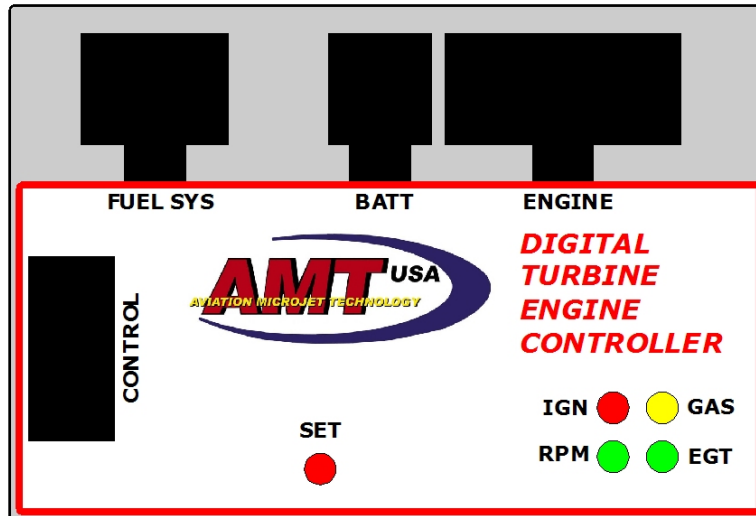 FUEL SYS BATT ENGINE
AMT USA
AVIATION MICROJET TECHNOLOGY
DIGITAL
TURBINE
ENGINE
CONTROLLER
CONTROL
IGN GAS
SET
RPM EGT